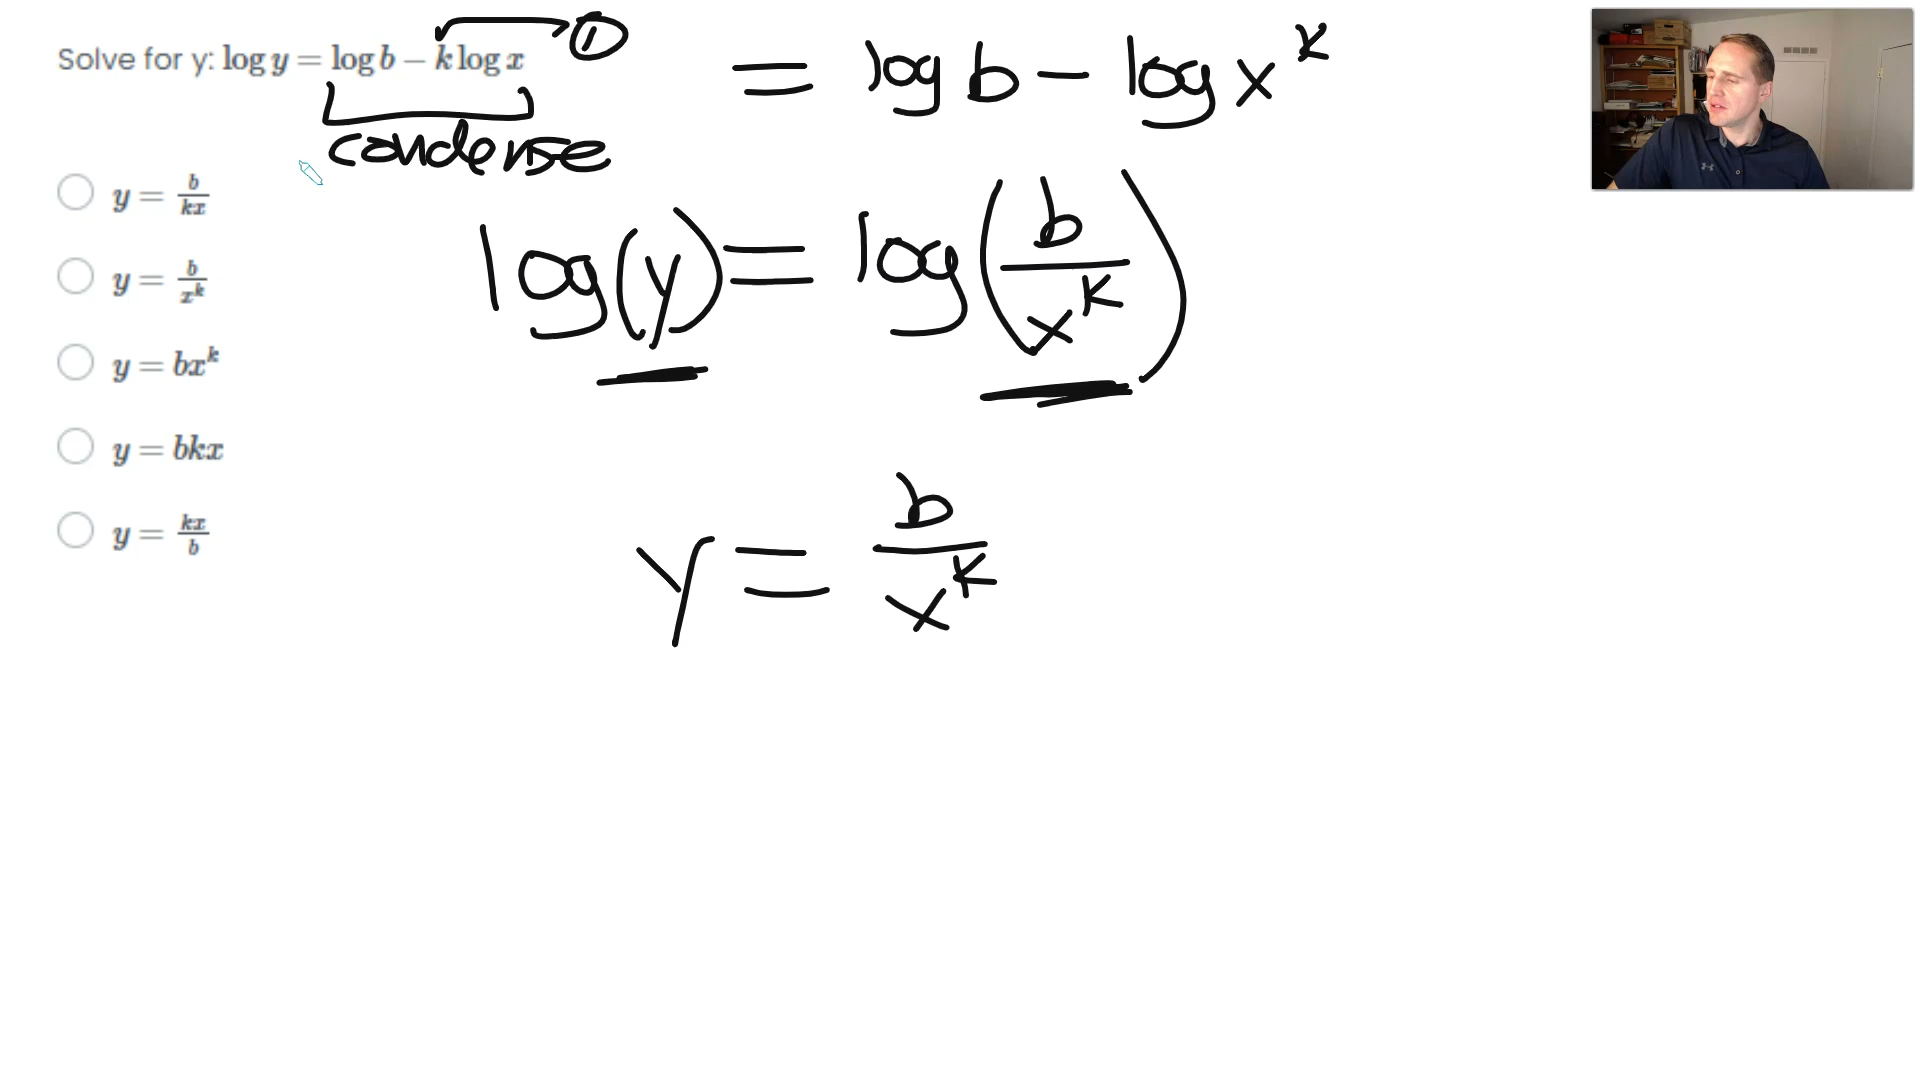 Solve for y: log y = log b − k log x
①
= log b − log x^k
condense
y = b/(kx)
y = b/(x^k)
y = bx^k
y = bkx
y = kx/b
log(y) = log(b/(x^k))
y = b/(x^k)